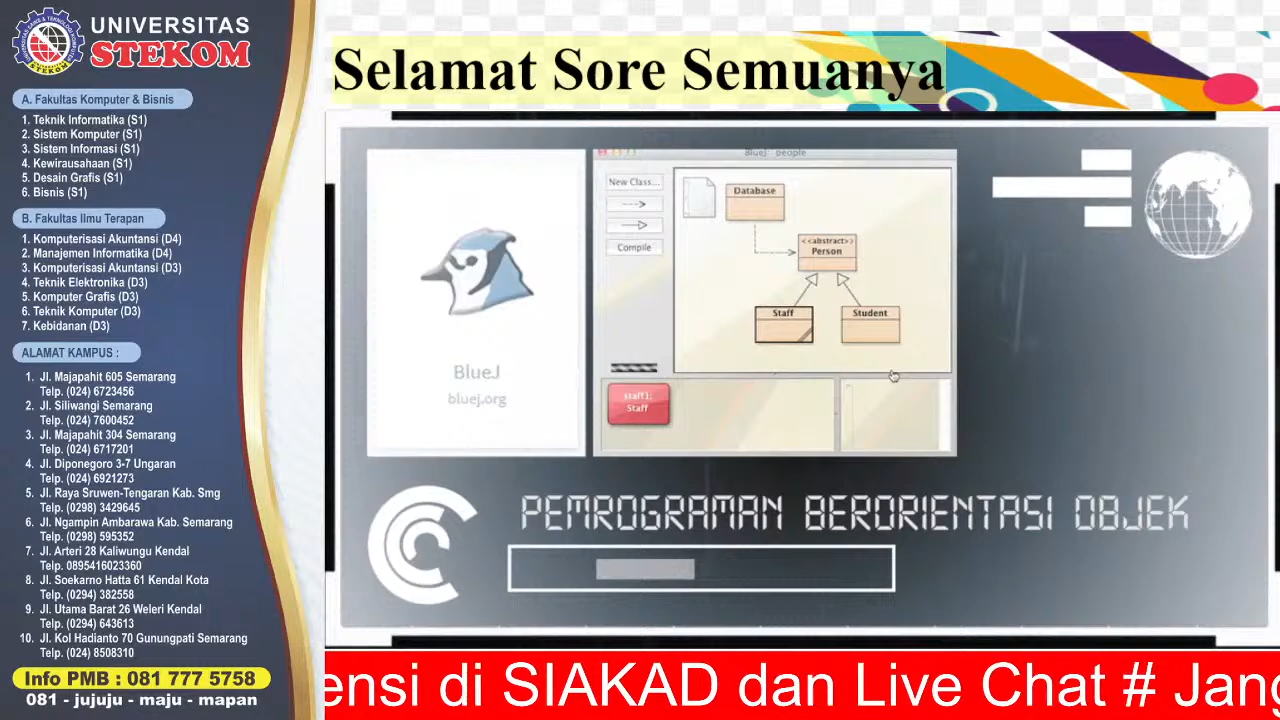 UNIVERSITAS
STEKOM
A. Fakultas Komputer & Bisnis
1. Teknik Informatika (S1)
2. Sistem Komputer (S1)
3. Sistem Informasi (S1)
4. Kewirausahaan (S1)
5. Desain Grafis (S1)
6. Bisnis (S1)
B. Fakultas Ilmu Terapan
1. Komputerisasi Akuntansi (D4)
2. Manajemen Informatika (D4)
3. Komputerisasi Akuntansi (D3)
4. Teknik Elektronika (D3)
5. Komputer Grafis (D3)
6. Teknik Komputer (D3)
7. Kebidanan (D3)
ALAMAT KAMPUS :
1. Jl. Majapahit 605 Semarang
Telp. (024) 6723456
2. Jl. Siliwangi Semarang
Telp. (024) 7600452
3. Jl. Majapahit 304 Semarang
Telp. (024) 6717201
4. Jl. Diponegoro 3-7 Ungaran
Telp. (024) 6921273
5. Jl. Raya Sruwen-Tengaran Kab. Smg
Telp. (0298) 3429645
6. Jl. Ngampin Ambarawa Kab. Semarang
Telp. (0298) 595352
7. Jl. Arteri 28 Kaliwungu Kendal
Telp. 0895416023360
8. Jl. Soekarno Hatta 61 Kendal Kota
Telp. (0294) 382558
9. Jl. Utama Barat 26 Weleri Kendal
Telp. (0294) 643613
10. Jl. Kol Hadianto 70 Gunungpati Semarang
Telp. (024) 8508310
Info PMB : 081 777 5758
081 - jujuju - maju - mapan
Selamat Sore Semuanya
BlueJ
bluej.org
BlueJ: people
New Class...
Compile
Database
<<abstract>>
Person
Staff
Student
staff1:
Staff
PEMROGRAMAN BERORIENTASI OBJEK
ensi di SIAKAD dan Live Chat # Jang